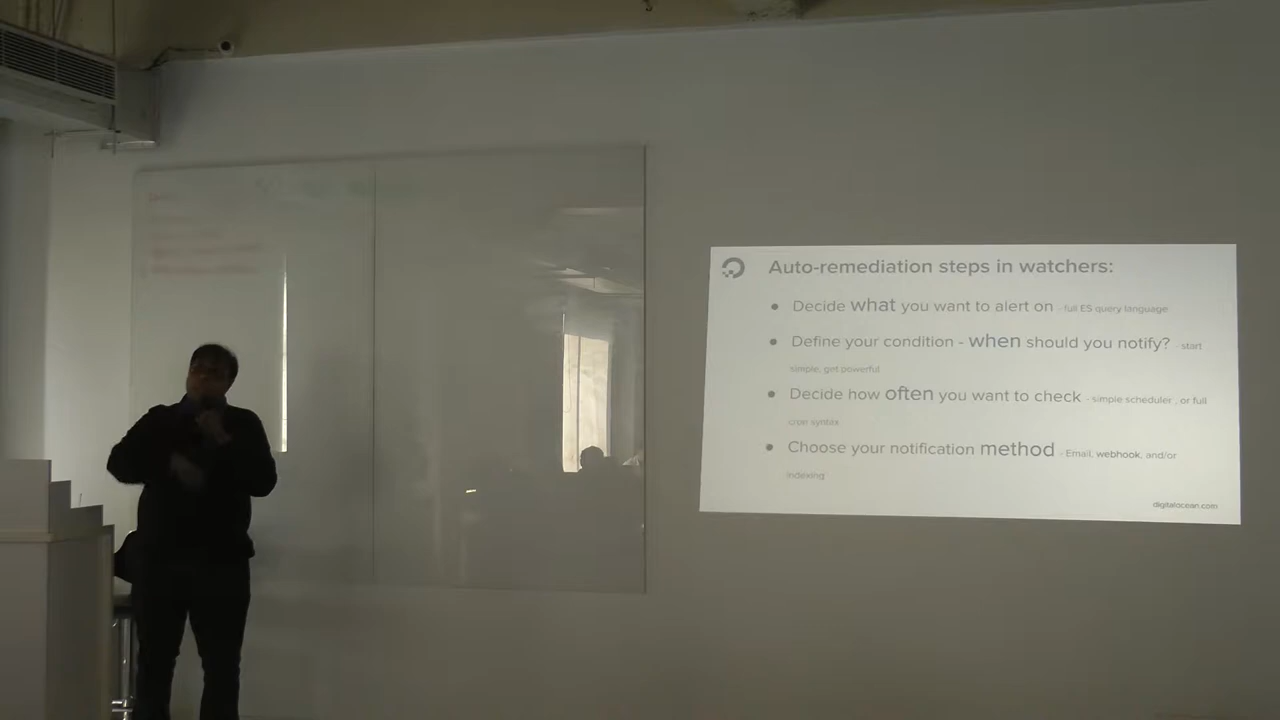 Auto-remediation steps in watchers:
• Decide what you want to alert on - full ES query language
• Define your condition - when should you notify? - start
simple, get powerful
• Decide how often you want to check - simple scheduler , or full
cron syntax
• Choose your notification method - Email, webhook, and/or
indexing
digitalocean.com